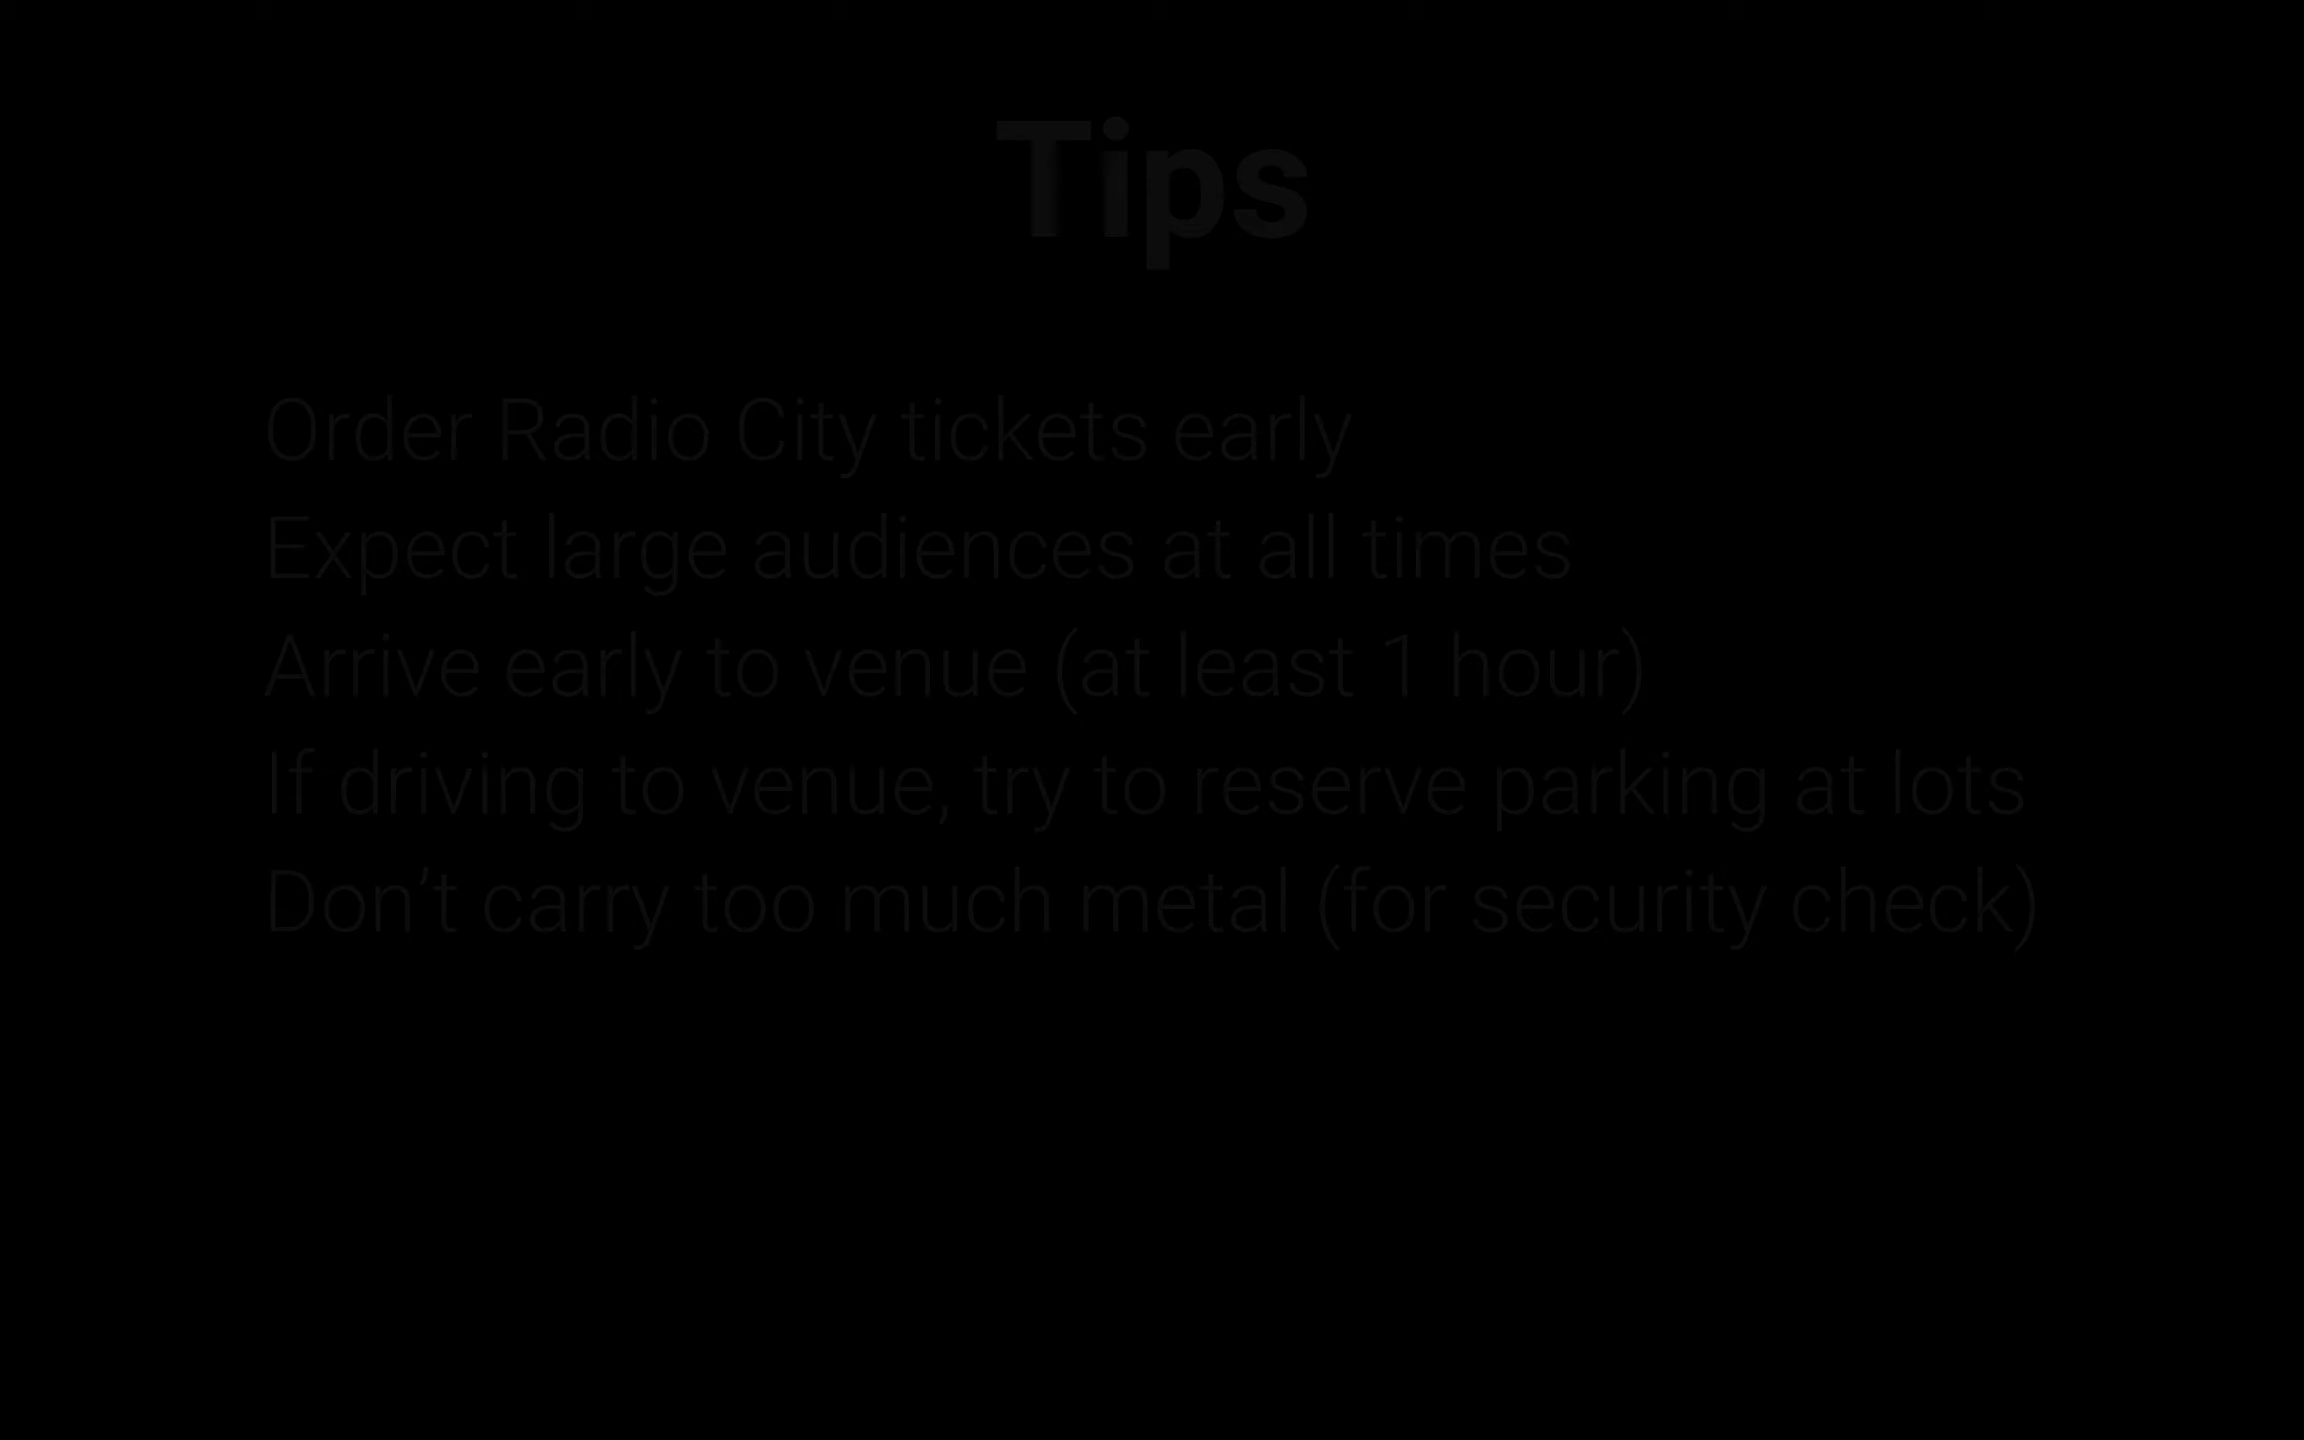 Tips
Order Radio City tickets early
Expect large audiences at all times
Arrive early to venue (at least 1 hour)
If driving to venue, try to reserve parking at lots
Don’t carry too much metal (for security check)